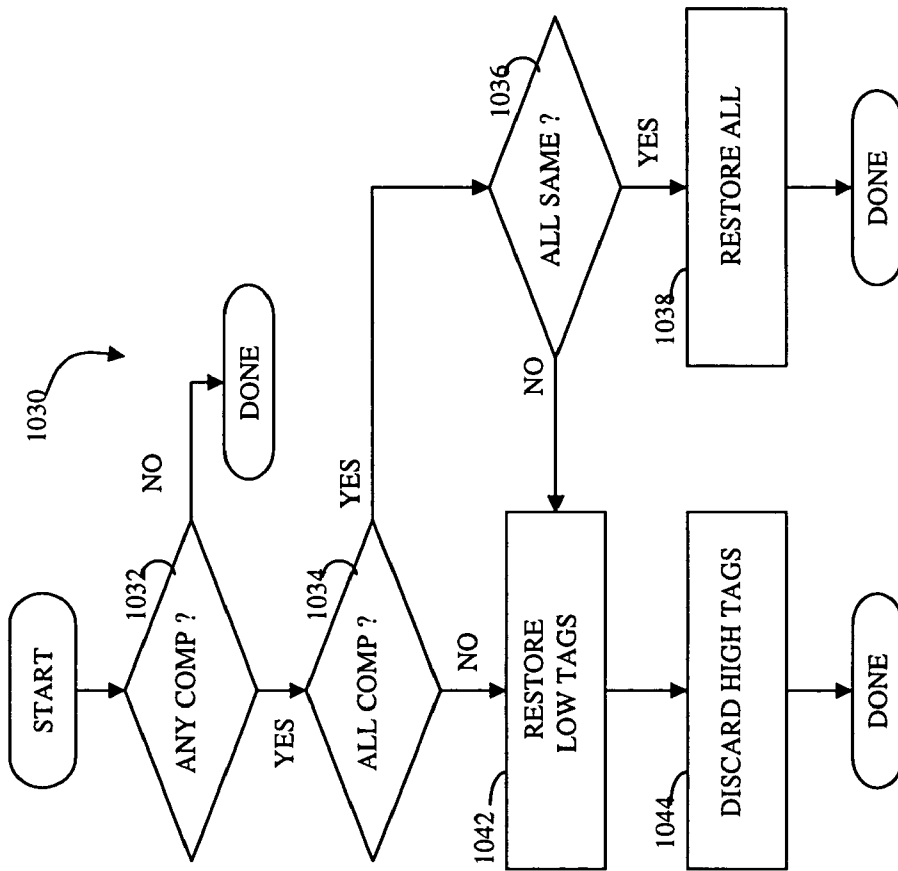 1030
START
1032
ANY COMP ?
NO
DONE
YES
1034
ALL COMP ?
YES
NO
1036
ALL SAME ?
NO
YES
1042
RESTORE
LOW TAGS
1038
RESTORE ALL
1044
DISCARD HIGH TAGS
DONE
DONE